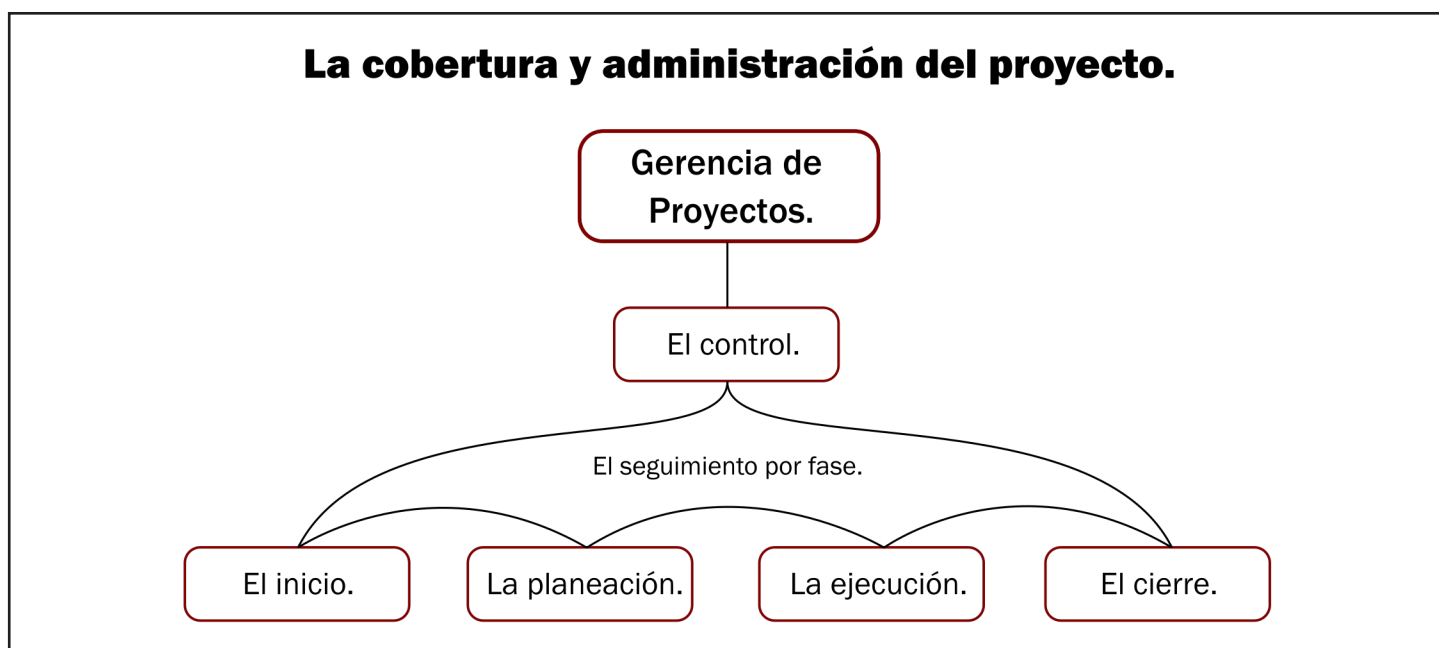 La cobertura y administración del proyecto.
Gerencia de
Proyectos.
El control.
El seguimiento por fase.
El inicio.
La planeación.
La ejecución.
El cierre.